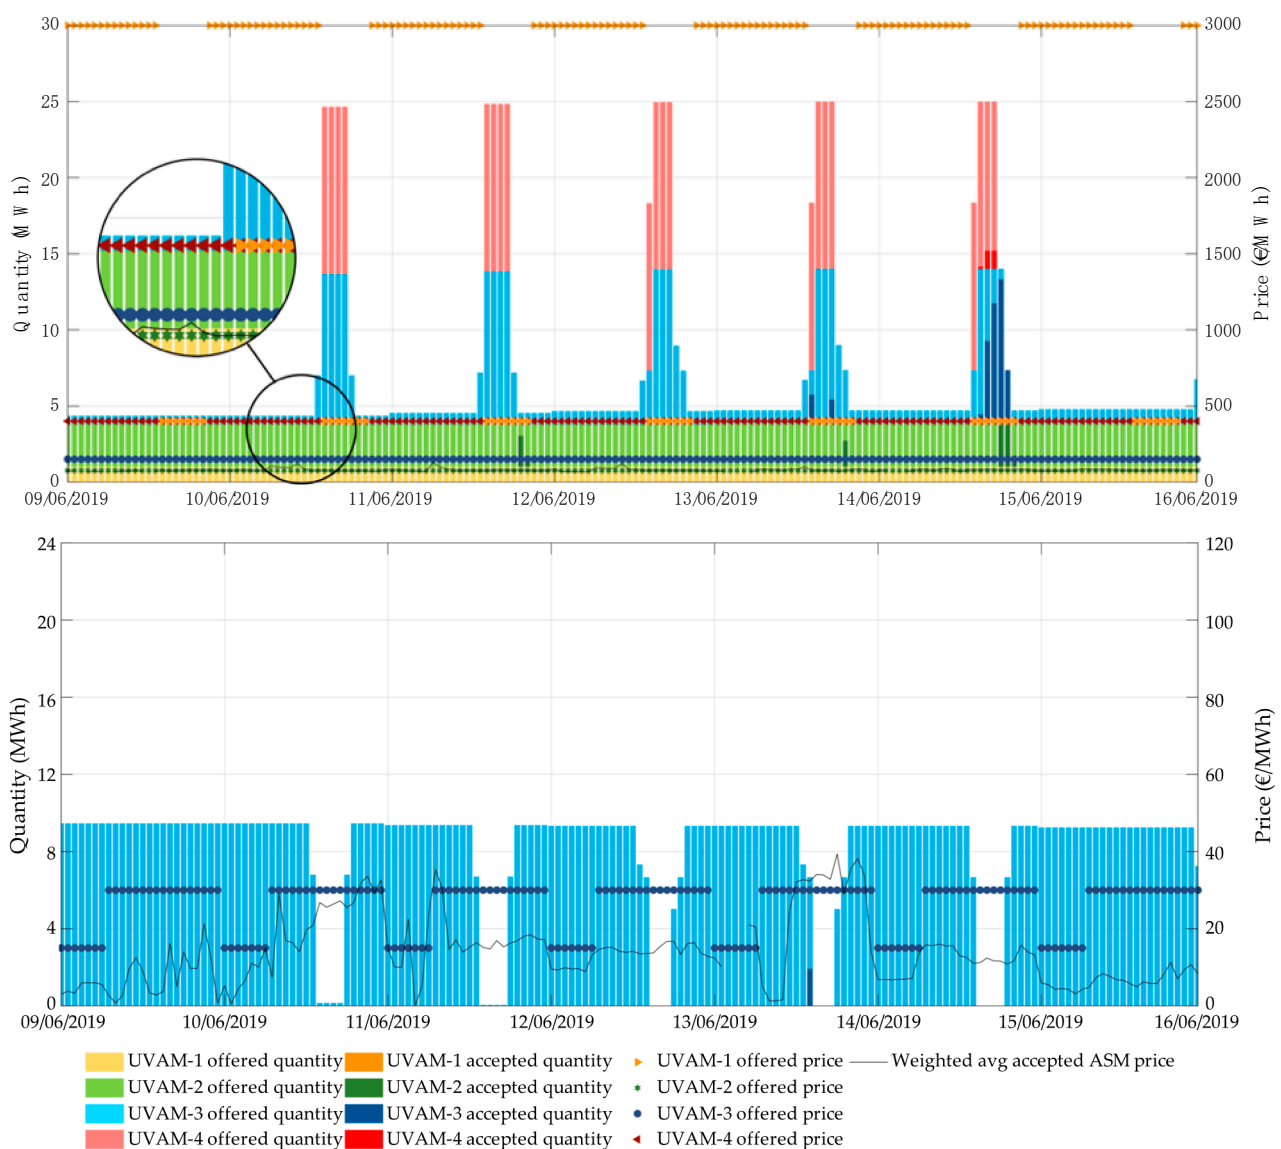 30 3000
25 2500
20 2000
15 1500
10 1000
5 500
0 0
Quantity (MWh)
Price (€/MWh)
09/06/2019 10/06/2019 11/06/2019 12/06/2019 13/06/2019 14/06/2019 15/06/2019 16/06/2019
24 120
20 100
16 80
12 60
8 40
4 20
0 0
Quantity (MWh)
Price (€/MWh)
09/06/2019 10/06/2019 11/06/2019 12/06/2019 13/06/2019 14/06/2019 15/06/2019 16/06/2019
UVAM-1 offered quantity UVAM-1 accepted quantity UVAM-1 offered price Weighted avg accepted ASM price
UVAM-2 offered quantity UVAM-2 accepted quantity UVAM-2 offered price
UVAM-3 offered quantity UVAM-3 accepted quantity UVAM-3 offered price
UVAM-4 offered quantity UVAM-4 accepted quantity UVAM-4 offered price